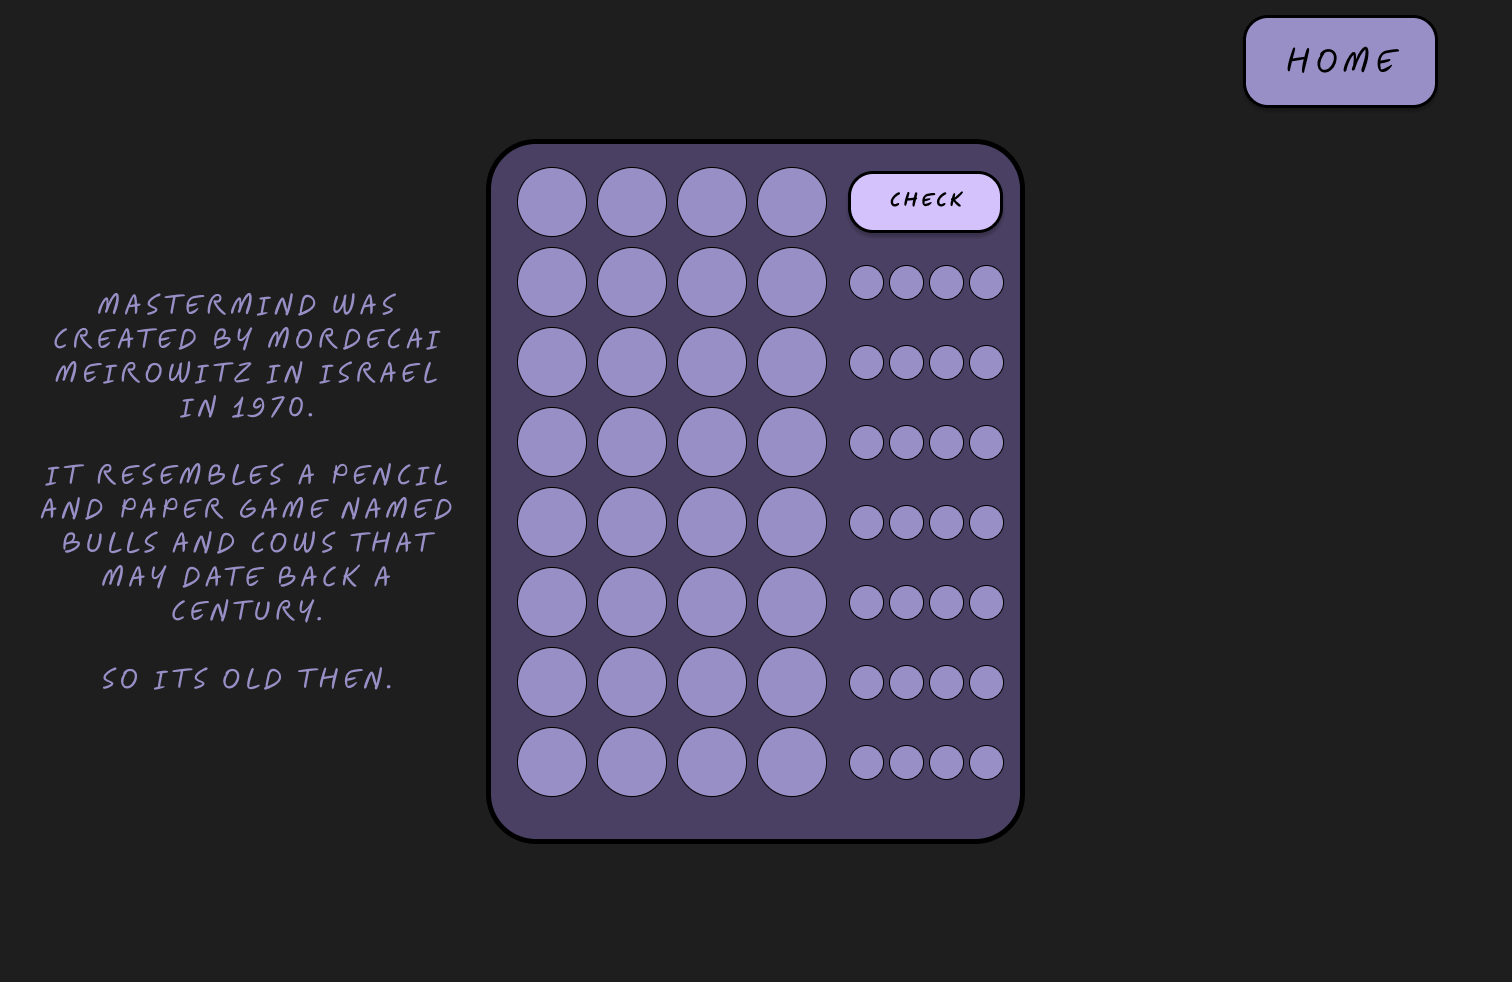 HOME
CHECK
MASTERMIND WAS
CREATED BY MORDECAI
MEIROWITZ IN ISRAEL
IN 1970.
IT RESEMBLES A PENCIL
AND PAPER GAME NAMED
BULLS AND COWS THAT
MAY DATE BACK A
CENTURY.
SO ITS OLD THEN.